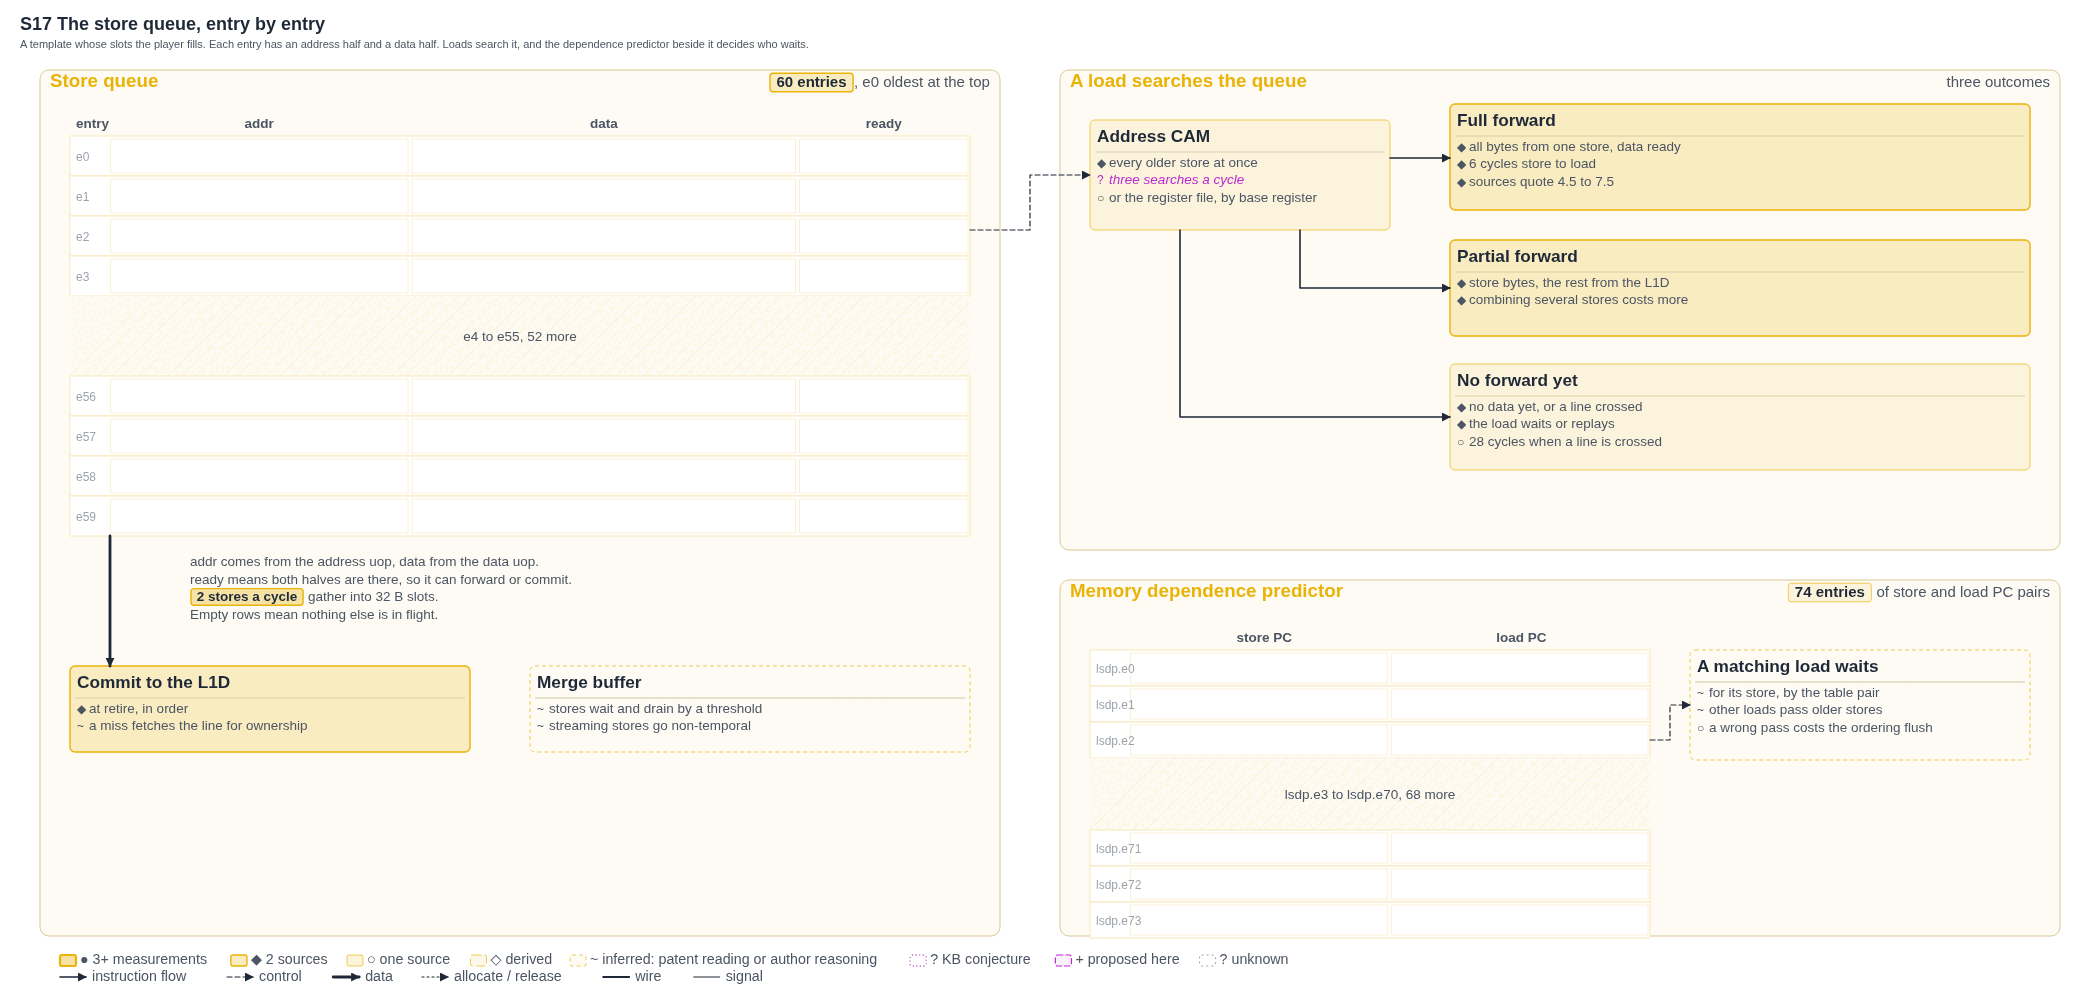 S17 The store queue, entry by entry
A template whose slots the player fills. Each entry has an address half and a data half. Loads search it, and the dependence predictor beside it decides who waits.
Store queue
60 entries, e0 oldest at the top
entry addr data ready
e0
e1
e2
e3
e4 to e55, 52 more
e56
e57
e58
e59
addr comes from the address uop, data from the data uop.
ready means both halves are there, so it can forward or commit.
2 stores a cycle gather into 32 B slots.
Empty rows mean nothing else is in flight.
Commit to the L1D
◆ at retire, in order
~ a miss fetches the line for ownership
Merge buffer
~ stores wait and drain by a threshold
~ streaming stores go non-temporal
A load searches the queue
three outcomes
Address CAM
◆ every older store at once
? three searches a cycle
○ or the register file, by base register
Full forward
◆ all bytes from one store, data ready
◆ 6 cycles store to load
◆ sources quote 4.5 to 7.5
Partial forward
◆ store bytes, the rest from the L1D
◆ combining several stores costs more
No forward yet
◆ no data yet, or a line crossed
◆ the load waits or replays
○ 28 cycles when a line is crossed
Memory dependence predictor
74 entries of store and load PC pairs
store PC load PC
lsdp.e0
lsdp.e1
lsdp.e2
lsdp.e3 to lsdp.e70, 68 more
lsdp.e71
lsdp.e72
lsdp.e73
A matching load waits
~ for its store, by the table pair
~ other loads pass older stores
○ a wrong pass costs the ordering flush
● 3+ measurements ◆ 2 sources ○ one source ◇ derived ~ inferred: patent reading or author reasoning ? KB conjecture + proposed here ? unknown
instruction flow control data allocate / release wire signal